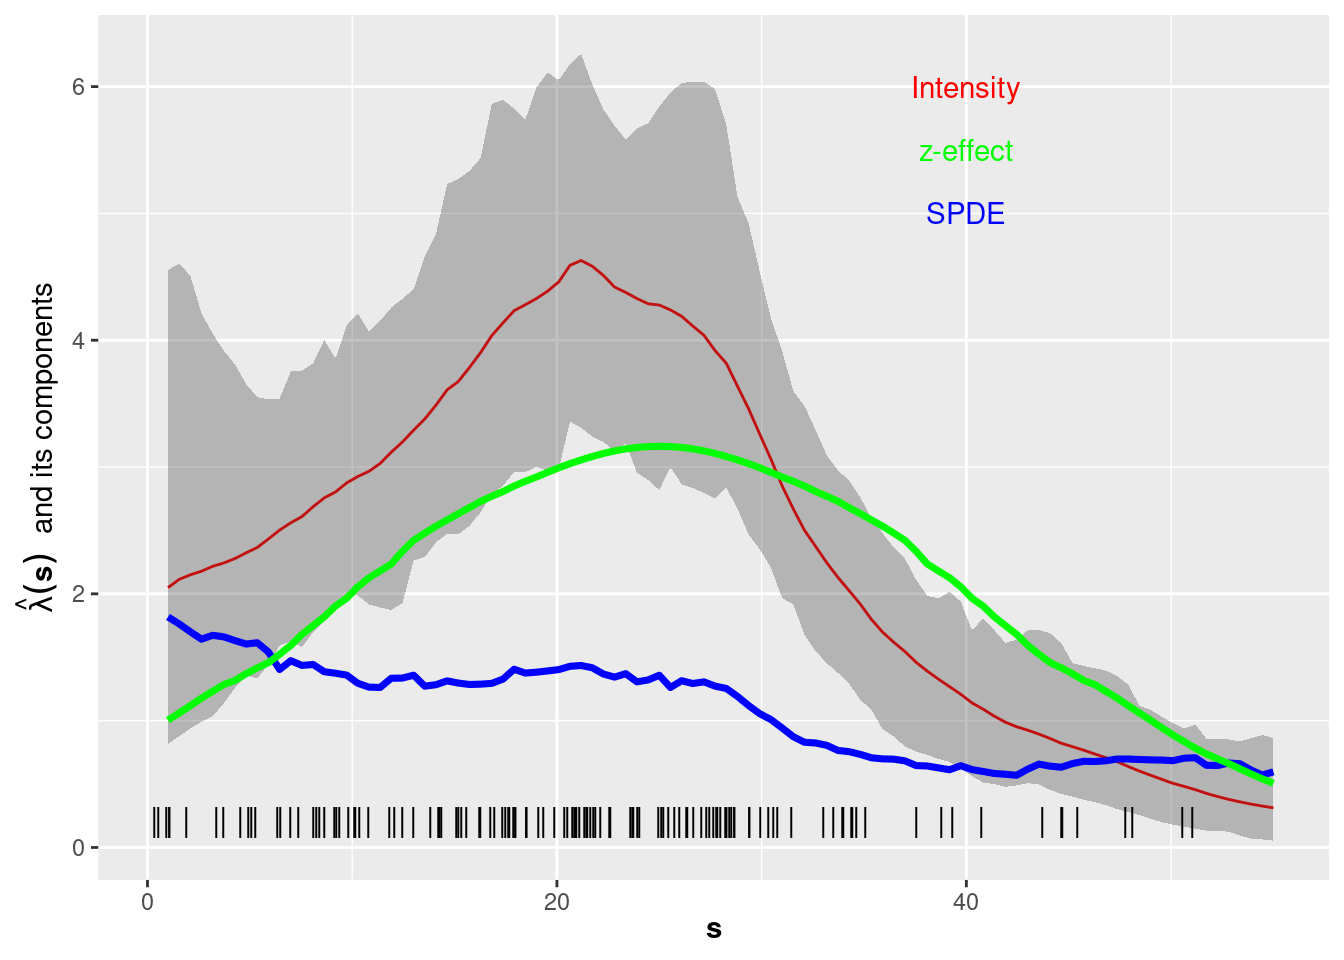 Intensity
z-effect
SPDE
λ̂(s) and its components
6
4
2
0
0 20 40
s